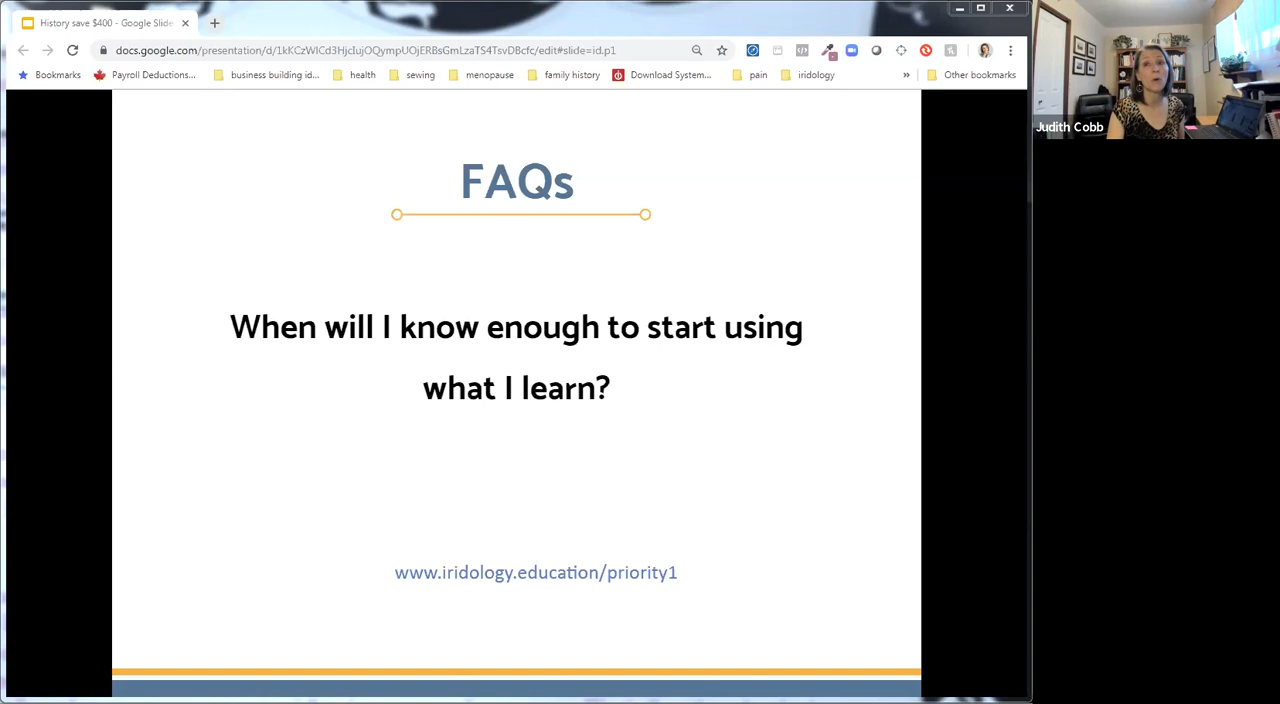 History save $400 - Google Slide
docs.google.com/presentation/d/1kKCzWlCd3HjcIujOQympUOjERBsGmLzaTS4TsvDBcfc/edit#slide=id.p1
Bookmarks
Payroll Deductions...
business building id...
health
sewing
menopause
family history
Download System...
pain
iridology
»
Other bookmarks
Judith Cobb
FAQs
When will I know enough to start using
what I learn?
www.iridology.education/priority1